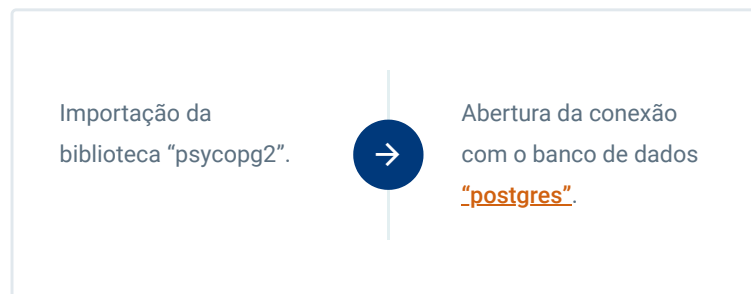 Importação da
biblioteca “psycopg2”.
Abertura da conexão
com o banco de dados
“postgres”.